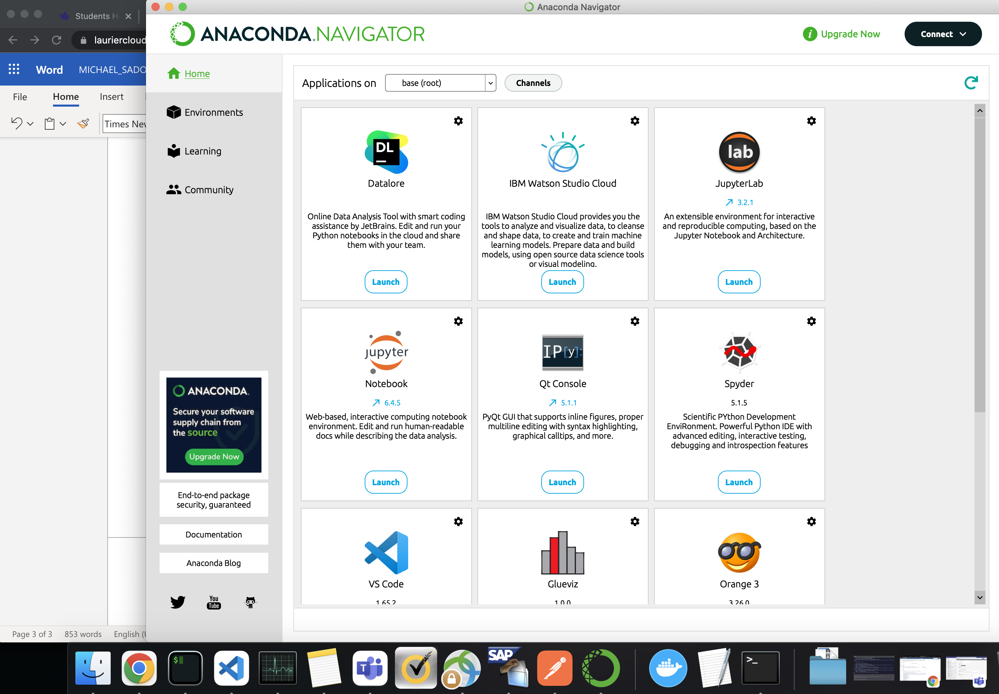 Anaconda Navigator
Students H
lauriercloud
ANACONDA.NAVIGATOR
Upgrade Now
Connect
Word MICHAEL_SADO
File Home Insert
Times New
Home
Environments
Learning
Community
ANACONDA.
Secure your software
supply chain from
the source
Upgrade Now
End-to-end package
security, guaranteed
Documentation
Anaconda Blog
You
Tube
Applications on base (root) Channels
DL
Datalore
Online Data Analysis Tool with smart coding
assistance by JetBrains. Edit and run your
Python notebooks in the cloud and share
them with your team.
Launch
IBM Watson Studio Cloud
IBM Watson Studio Cloud provides you the
tools to analyze and visualize data, to cleanse
and shape data, to create and train machine
learning models. Prepare data and build
models, using open source data science tools
or visual modeling.
Launch
lab
JupyterLab
3.2.1
An extensible environment for interactive
and reproducible computing, based on the
Jupyter Notebook and Architecture.
Launch
jupyter
Notebook
6.4.5
Web-based, interactive computing notebook
environment. Edit and run human-readable
docs while describing the data analysis.
Launch
IP[y]:
Qt Console
5.1.1
PyQt GUI that supports inline figures, proper
multiline editing with syntax highlighting,
graphical calltips, and more.
Launch
Spyder
5.1.5
Scientific PYthon Development
EnviRonment. Powerful Python IDE with
advanced editing, interactive testing,
debugging and introspection features
Launch
VS Code
1.65.2
Glueviz
1.0.0
Orange 3
3.26.0
Page 3 of 3 853 words English (U
$
T
SAP
>_